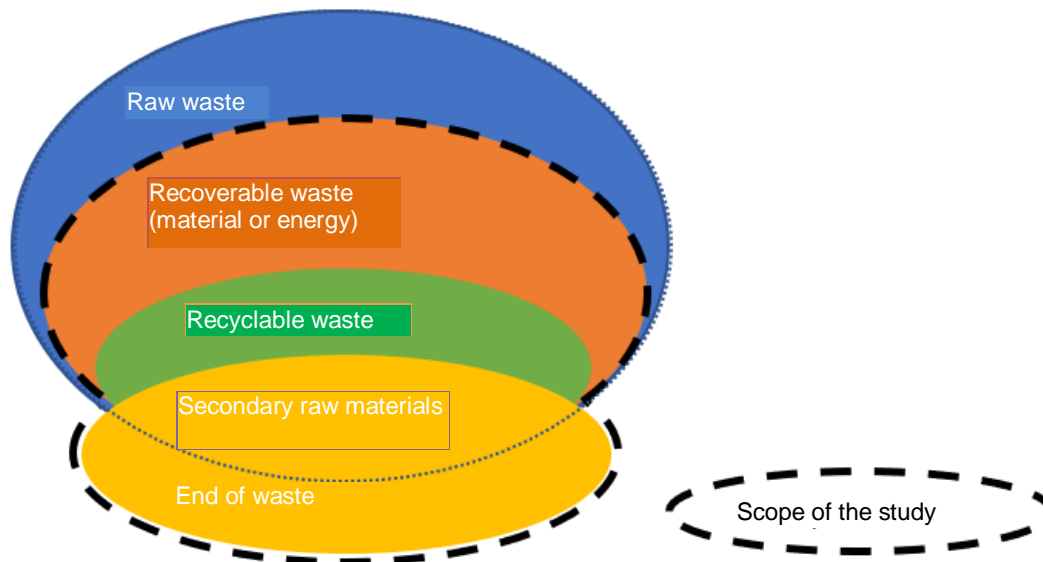 Raw waste
Recoverable waste
(material or energy)
Recyclable waste
Secondary raw materials
End of waste
Scope of the study